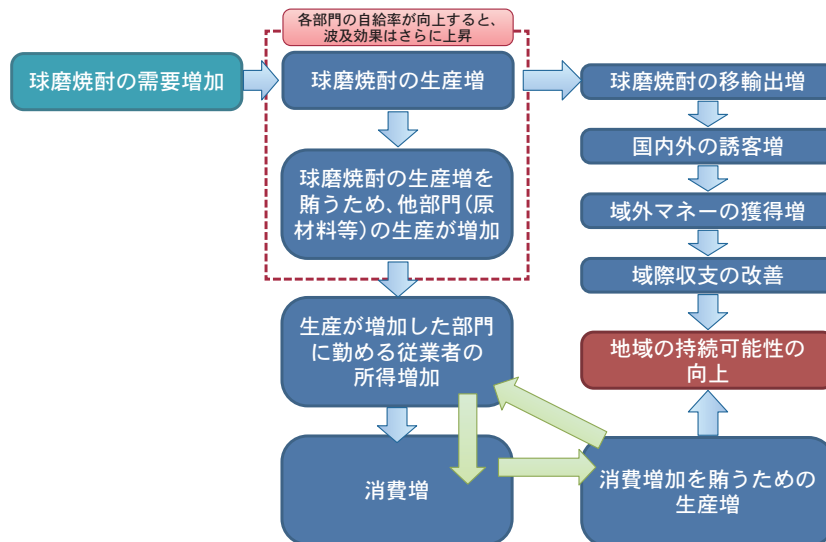 各部門の自給率が向上すると、
波及効果はさらに上昇
球磨焼酎の需要増加
球磨焼酎の生産増
球磨焼酎の移輸出増
国内外の誘客増
球磨焼酎の生産増を
賄うため、他部門(原
材料等)の生産が増加
域外マネーの獲得増
域際収支の改善
生産が増加した部門
に勤める従業者の
所得増加
地域の持続可能性の
向上
消費増
消費増加を賄うための
生産増